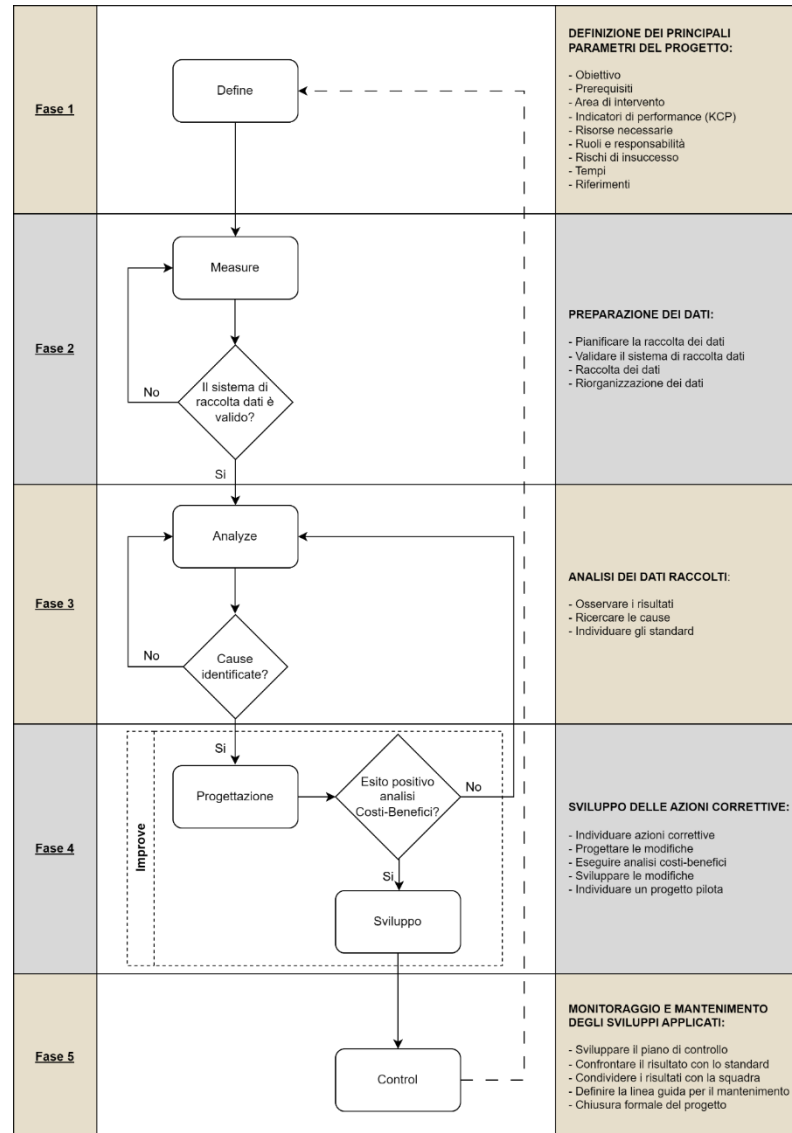 Fase 1
Define
DEFINIZIONE DEI PRINCIPALI
PARAMETRI DEL PROGETTO:
- Obiettivo
- Prerequisiti
- Area di intervento
- Indicatori di performance (KCP)
- Risorse necessarie
- Ruoli e responsabilità
- Rischi di insuccesso
- Tempi
- Riferimenti
Fase 2
Measure
Il sistema di
raccolta dati è
valido?
No
Si
PREPARAZIONE DEI DATI:
- Pianificare la raccolta dei dati
- Validare il sistema di raccolta dati
- Raccolta dei dati
- Riorganizzazione dei dati
Fase 3
Analyze
Cause
identificate?
No
Si
ANALISI DEI DATI RACCOLTI:
- Osservare i risultati
- Ricercare le cause
- Individuare gli standard
Fase 4
Improve
Progettazione
Esito positivo
analisi
Costi-Benefici?
No
Si
Sviluppo
SVILUPPO DELLE AZIONI CORRETTIVE:
- Individuare azioni correttive
- Progettare le modifiche
- Eseguire analisi costi-benefici
- Sviluppare le modifiche
- Individuare un progetto pilota
Fase 5
Control
MONITORAGGIO E MANTENIMENTO
DEGLI SVILUPPI APPLICATI:
- Sviluppare il piano di controllo
- Confrontare il risultato con lo standard
- Condividere i risultati con la squadra
- Definire la linea guida per il mantenimento
- Chiusura formale del progetto